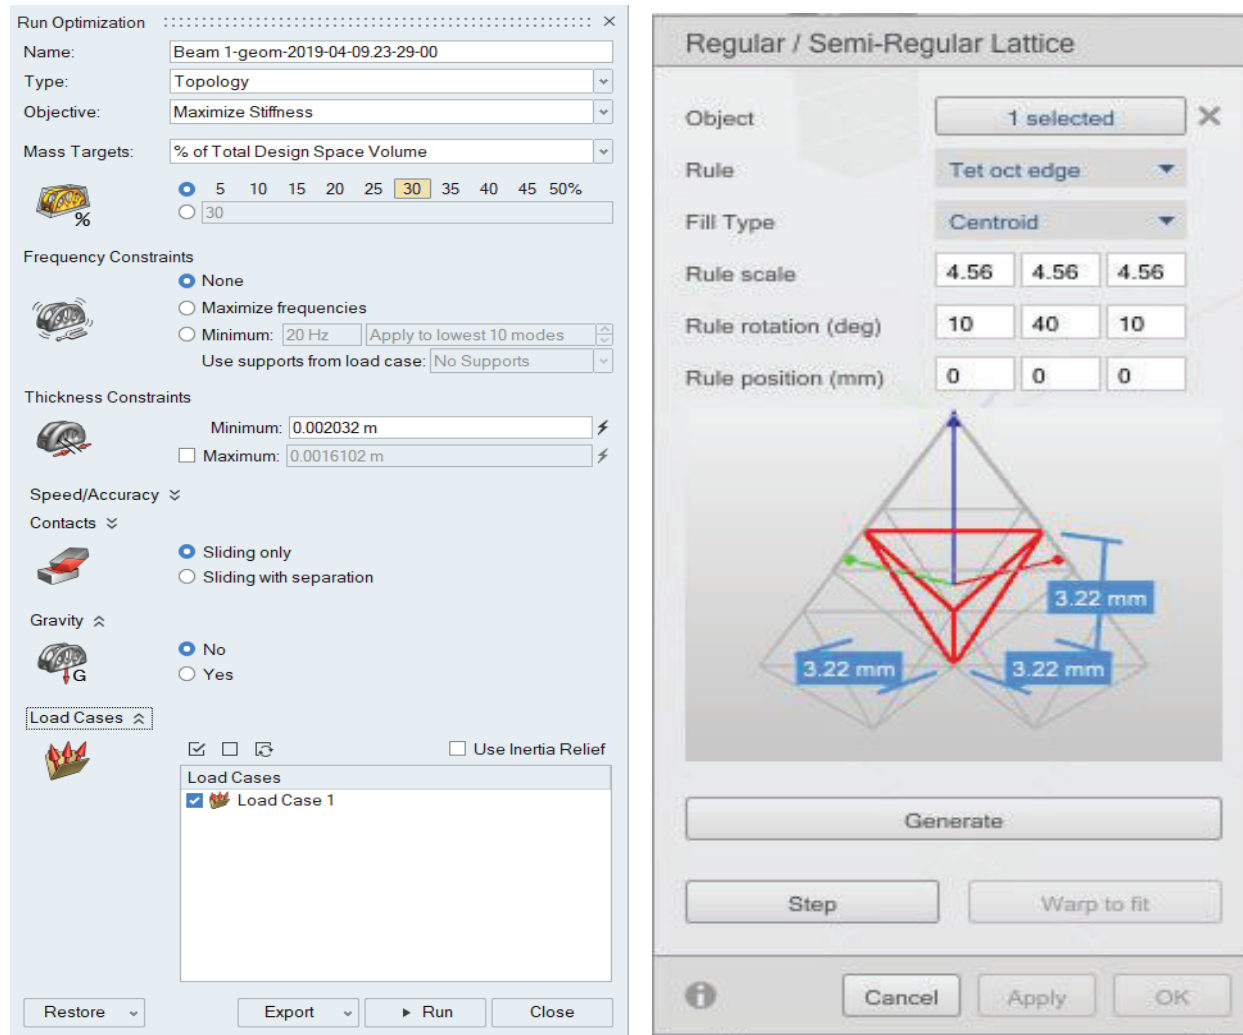 Run Optimization
Name: Beam 1-geom-2019-04-09.23-29-00
Type: Topology
Objective: Maximize Stiffness
Mass Targets: % of Total Design Space Volume
5 10 15 20 25 30 35 40 45 50%
%
30
Frequency Constraints
None
Maximize frequencies
Minimum: 20 Hz Apply to lowest 10 modes
Use supports from load case: No Supports
Thickness Constraints
Minimum: 0.002032 m
Maximum: 0.0016102 m
Speed/Accuracy
Contacts
Sliding only
Sliding with separation
Gravity
No
G
Yes
Load Cases
Use Inertia Relief
Load Cases
Load Case 1
Restore Export Run Close
Regular / Semi-Regular Lattice
Object 1 selected
Rule Tet oct edge
Fill Type Centroid
Rule scale 4.56 4.56 4.56
Rule rotation (deg) 10 40 10
Rule position (mm) 0 0 0
3.22 mm
3.22 mm 3.22 mm
Generate
Step Warp to fit
Cancel Apply OK